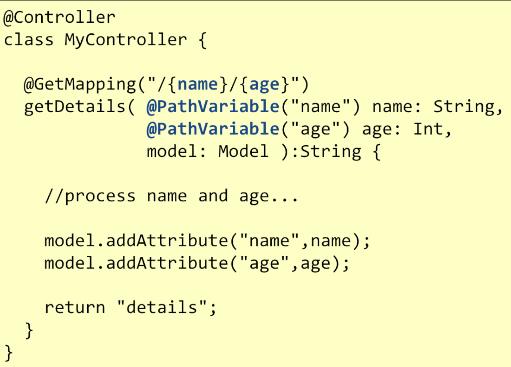 @Controller
class MyController {
@GetMapping("/{name}/{age}")
getDetails( @PathVariable("name") name: String,
@PathVariable("age") age: Int,
model: Model ):String {
//process name and age...
model.addAttribute("name",name);
model.addAttribute("age",age);
return "details";
}
}